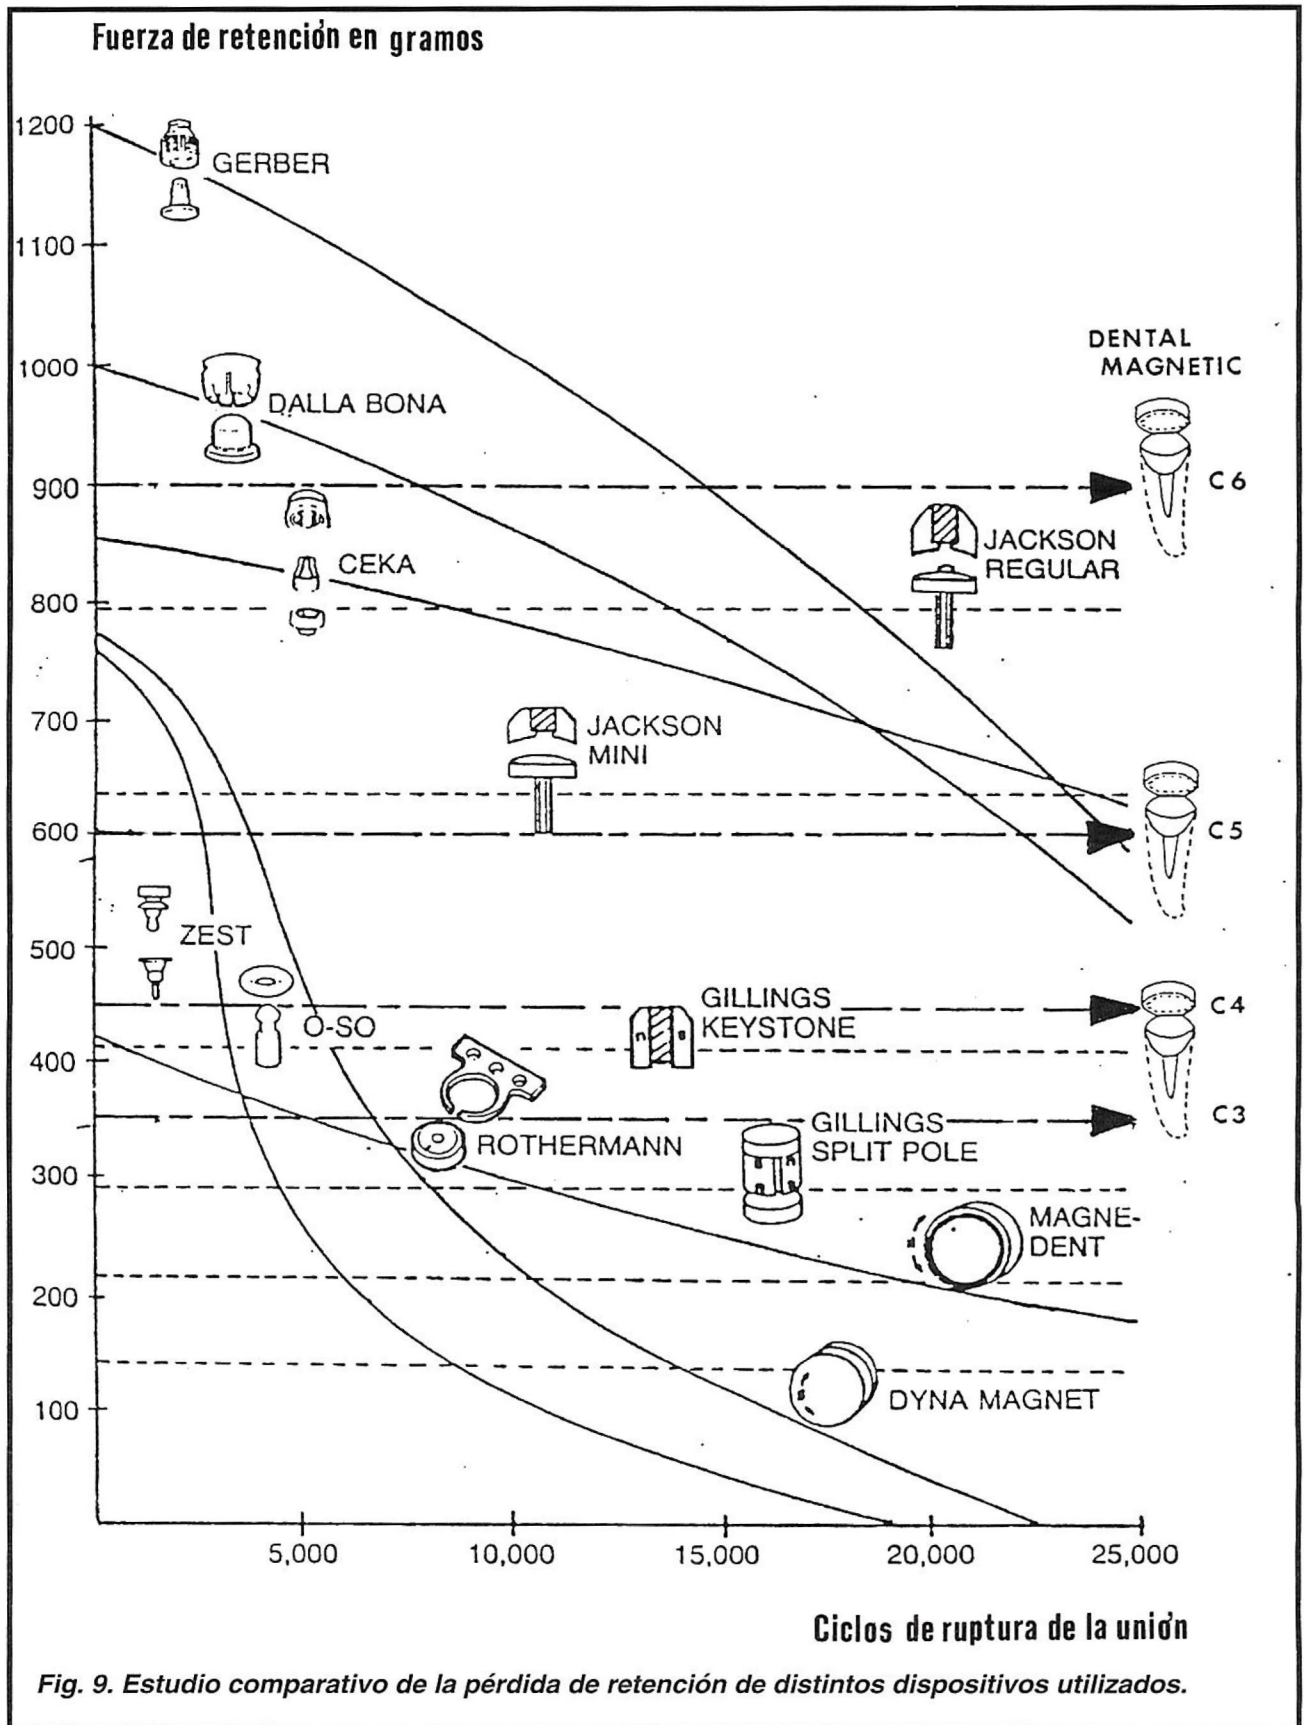 Fuerza de retención en gramos
1200
GERBER
1100
DENTAL
MAGNETIC
1000
DALLA BONA
900
C6
CEKA
JACKSON
REGULAR
800
700
JACKSON
MINI
600
C5
ZEST
500
GILLINGS
KEYSTONE
C4
O-SO
400
C3
ROTHERMANN
GILLINGS
SPLIT POLE
300
MAGNE-
DENT
200
DYNA MAGNET
100
5,000
10,000
15,000
20,000
25,000
Ciclos de ruptura de la unión
Fig. 9. Estudio comparativo de la pérdida de retención de distintos dispositivos utilizados.